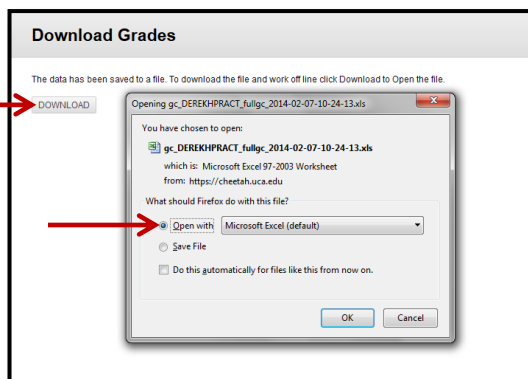 Download Grades
The data has been saved to a file. To download the file and work off line click Download to Open the file.
DOWNLOAD
Opening gc_DEREKHPRACT_fullgc_2014-02-07-10-24-13.xls
You have chosen to open:
gc_DEREKHPRACT_fullgc_2014-02-07-10-24-13.xls
which is: Microsoft Excel 97-2003 Worksheet
from: https://cheetah.uca.edu
What should Firefox do with this file?
Open with Microsoft Excel (default)
Save File
Do this automatically for files like this from now on.
OK Cancel